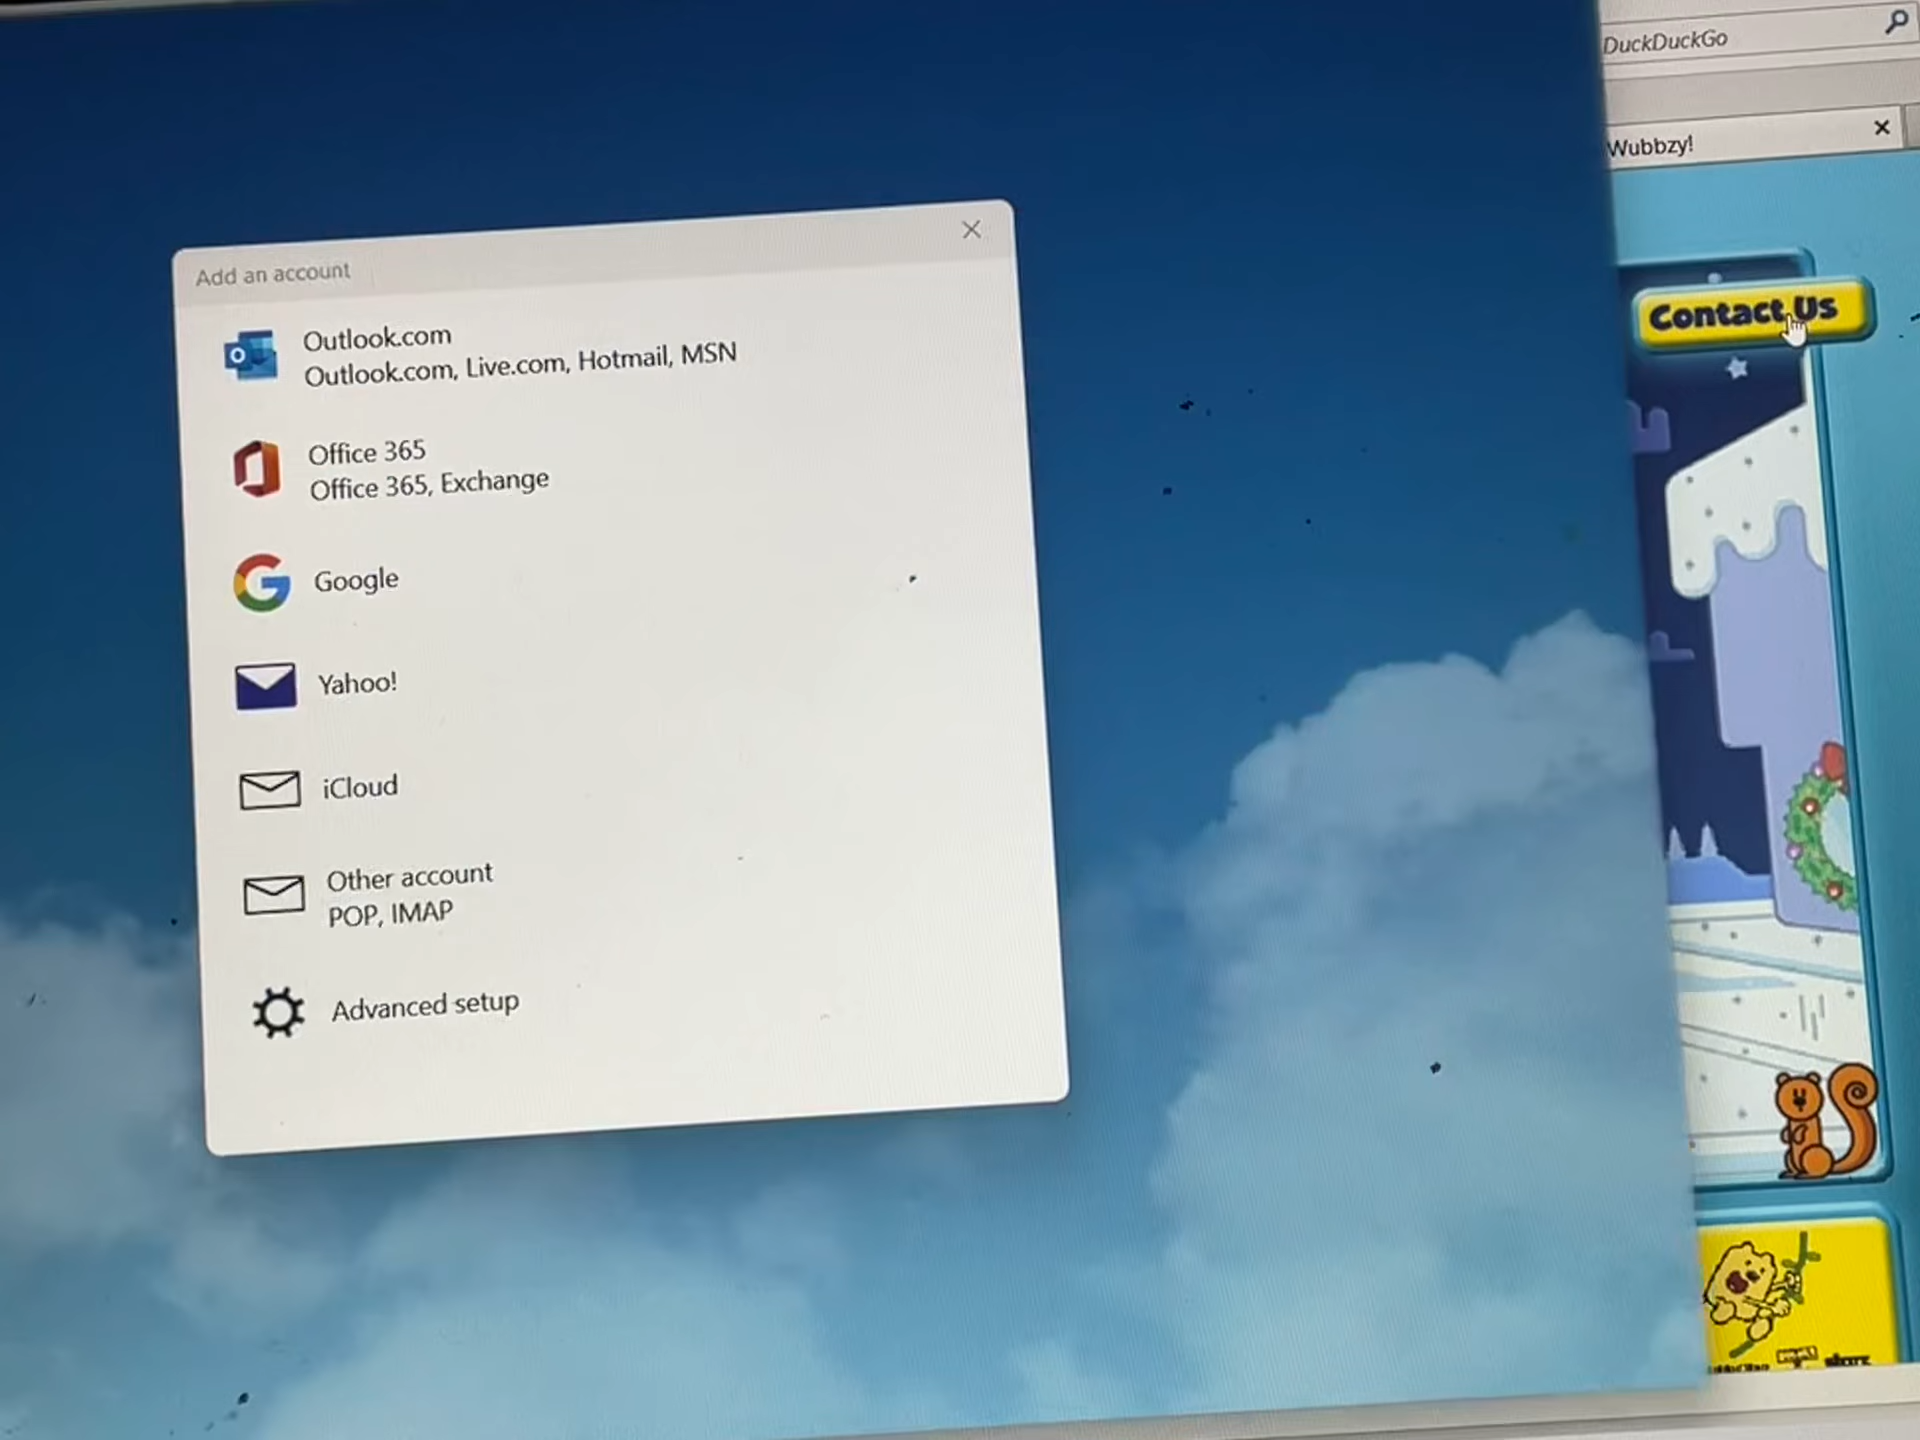 DuckDuckGo
Wubbzy!
Contact Us
Add an account
Outlook.com
Outlook.com, Live.com, Hotmail, MSN
Office 365
Office 365, Exchange
Google
Yahoo!
iCloud
Other account
POP, IMAP
Advanced setup